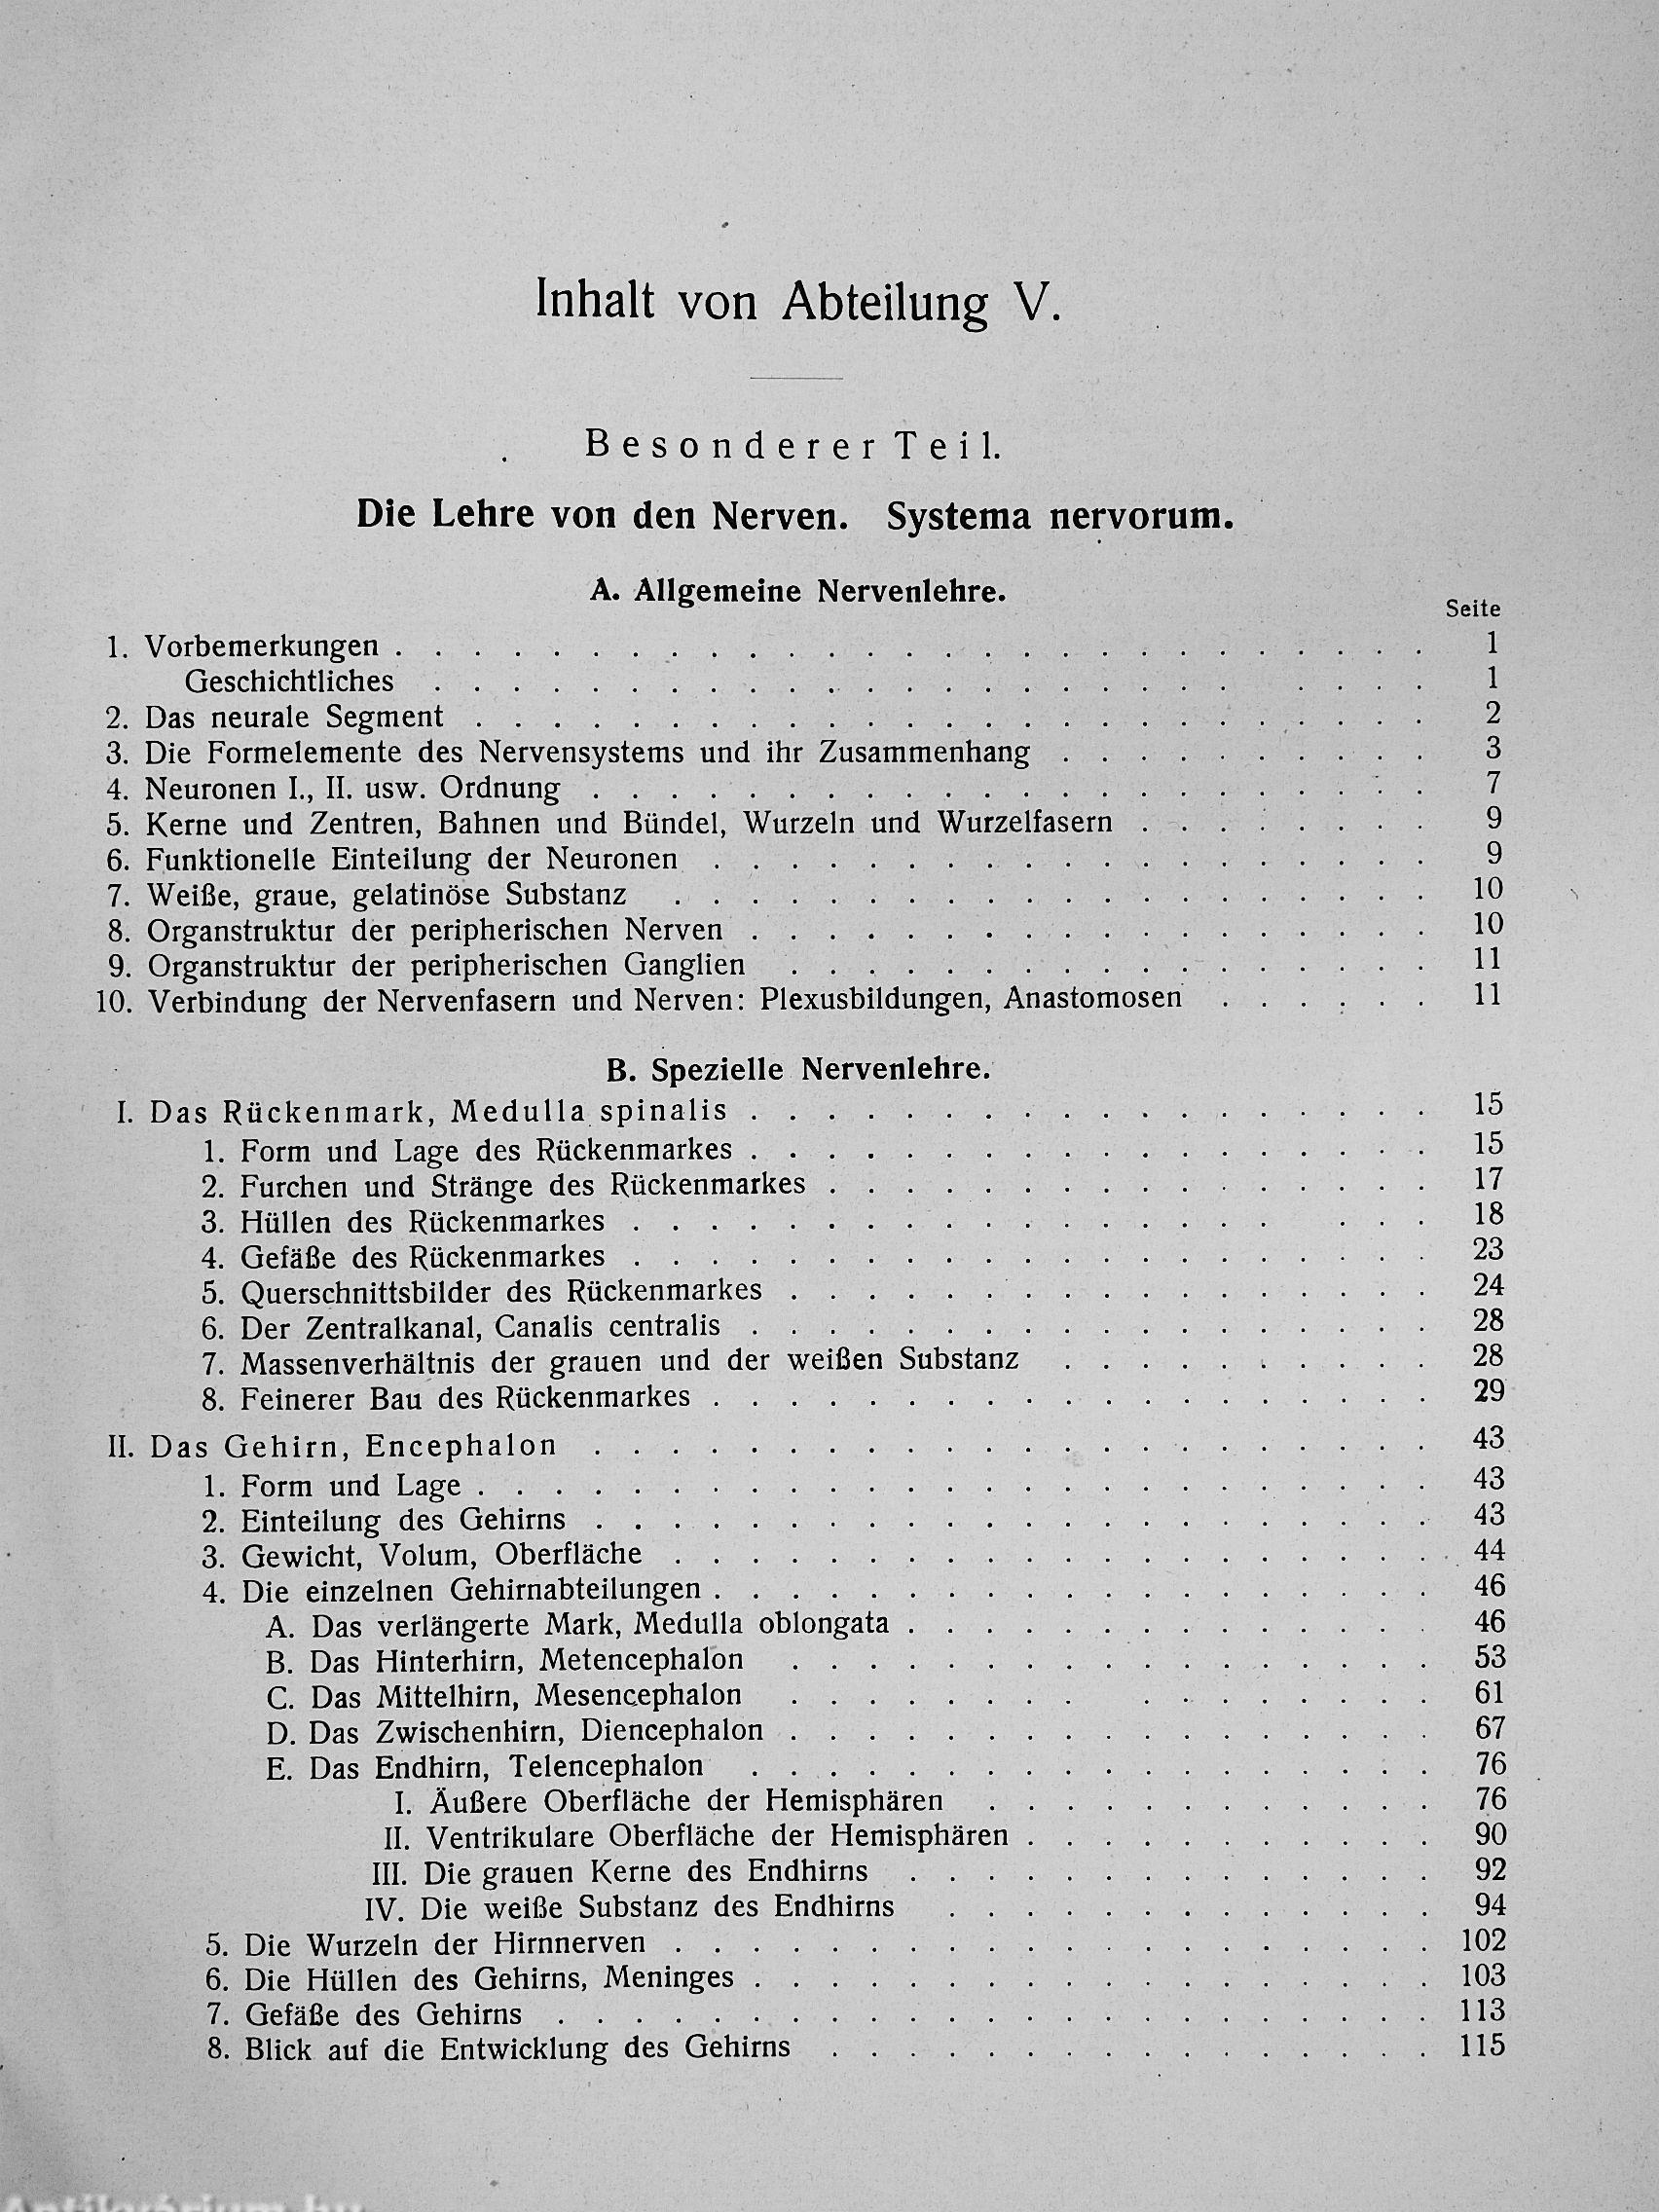 Inhalt von Abteilung V.
Besonderer Teil.
Die Lehre von den Nerven. Systema nervorum.
A. Allgemeine Nervenlehre.
Seite
1. Vorbemerkungen . . . . . . . . . . . . . . . . . . . . . . . . . . . 1
Geschichtliches . . . . . . . . . . . . . . . . . . . . . . . . . 1
2. Das neurale Segment . . . . . . . . . . . . . . . . . . . . . . . . . 2
3. Die Formelemente des Nervensystems und ihr Zusammenhang . . . . . . . . . . 3
4. Neuronen I., II. usw. Ordnung . . . . . . . . . . . . . . . . . . . . . . 7
5. Kerne und Zentren, Bahnen und Bündel, Wurzeln und Wurzelfasern . . . . . . . . 9
6. Funktionelle Einteilung der Neuronen . . . . . . . . . . . . . . . . . . . 9
7. Weiße, graue, gelatinöse Substanz . . . . . . . . . . . . . . . . . . . . 10
8. Organstruktur der peripherischen Nerven . . . . . . . . . . . . . . . . . . 10
9. Organstruktur der peripherischen Ganglien . . . . . . . . . . . . . . . . . 11
10. Verbindung der Nervenfasern und Nerven: Plexusbildungen, Anastomosen . . . . . . 11
B. Spezielle Nervenlehre.
I. Das Rückenmark, Medulla spinalis . . . . . . . . . . . . . . . . . . 15
1. Form und Lage des Rückenmarkes . . . . . . . . . . . . . . . . . . 15
2. Furchen und Stränge des Rückenmarkes . . . . . . . . . . . . . . . . 17
3. Hüllen des Rückenmarkes . . . . . . . . . . . . . . . . . . . . 18
4. Gefäße des Rückenmarkes . . . . . . . . . . . . . . . . . . . . . 23
5. Querschnittsbilder des Rückenmarkes . . . . . . . . . . . . . . . . . 24
6. Der Zentralkanal, Canalis centralis . . . . . . . . . . . . . . . . . . 28
7. Massenverhältnis der grauen und der weißen Substanz . . . . . . . . . . 28
8. Feinerer Bau des Rückenmarkes . . . . . . . . . . . . . . . . . . . 29
II. Das Gehirn, Encephalon . . . . . . . . . . . . . . . . . . . . . . 43
1. Form und Lage . . . . . . . . . . . . . . . . . . . . . . . . . 43
2. Einteilung des Gehirns . . . . . . . . . . . . . . . . . . . . . . 43
3. Gewicht, Volum, Oberfläche . . . . . . . . . . . . . . . . . . . . 44
4. Die einzelnen Gehirnabteilungen . . . . . . . . . . . . . . . . . . . 46
A. Das verlängerte Mark, Medulla oblongata . . . . . . . . . . . . . . 46
B. Das Hinterhirn, Metencephalon . . . . . . . . . . . . . . . . . 53
C. Das Mittelhirn, Mesencephalon . . . . . . . . . . . . . . . . 61
D. Das Zwischenhirn, Diencephalon . . . . . . . . . . . . . . . . . 67
E. Das Endhirn, Telencephalon . . . . . . . . . . . . . . . . . . 76
I. Äußere Oberfläche der Hemisphären . . . . . . . . . . . . 76
II. Ventrikulare Oberfläche der Hemisphären . . . . . . . . . . . 90
III. Die grauen Kerne des Endhirns . . . . . . . . . . . . . . 92
IV. Die weiße Substanz des Endhirns . . . . . . . . . . . . . 94
5. Die Wurzeln der Hirnnerven . . . . . . . . . . . . . . . . . . . . 102
6. Die Hüllen des Gehirns, Meninges . . . . . . . . . . . . . . . . . . 103
7. Gefäße des Gehirns . . . . . . . . . . . . . . . . . . . . . . . 113
8. Blick auf die Entwicklung des Gehirns . . . . . . . . . . . . . . . . 115